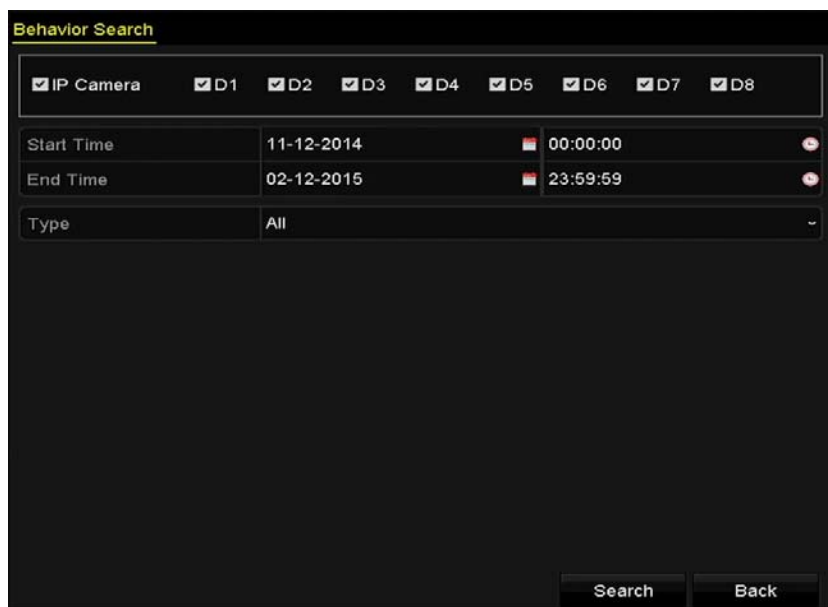 Behavior Search
IP Camera D1 D2 D3 D4 D5 D6 D7 D8
Start Time 11-12-2014 00:00:00
End Time 02-12-2015 23:59:59
Type All
Search Back